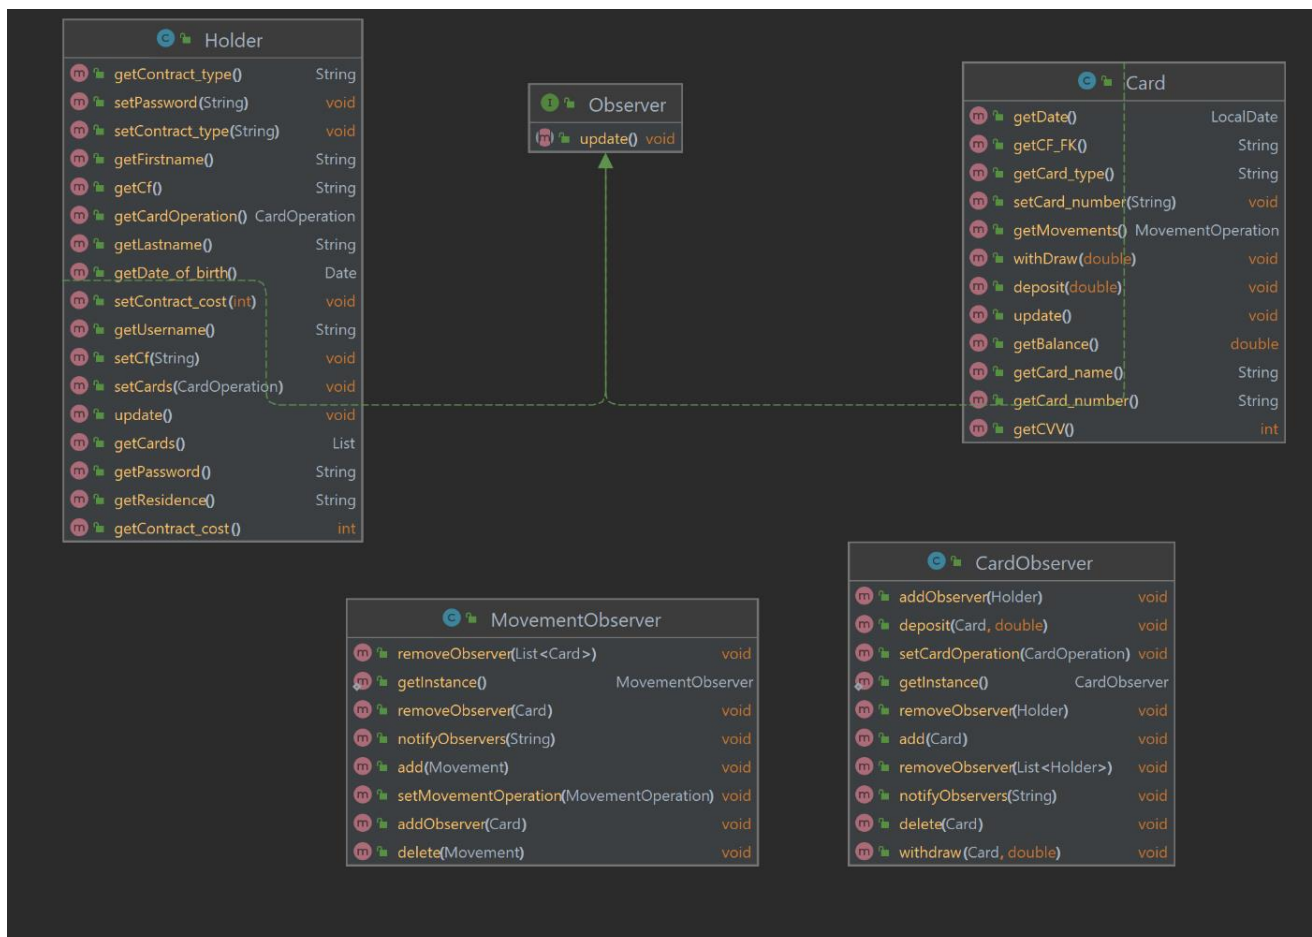 Holder
getContract_type() String
setPassword(String) void
setContract_type(String) void
getFirstname() String
getCf() String
getCardOperation() CardOperation
getLastname() String
getDate_of_birth() Date
setContract_cost(int) void
getUsername() String
setCf(String) void
setCards(CardOperation) void
update() void
getCards() List
getPassword() String
getResidence() String
getContract_cost() int
Observer
update() void
Card
getDate() LocalDate
getCF_FK() String
getCard_type() String
setCard_number(String) void
getMovements() MovementOperation
withDraw(double) void
deposit(double) void
update() void
getBalance() double
getCard_name() String
getCard_number() String
getCVV() int
MovementObserver
removeObserver(List<Card>) void
getInstance() MovementObserver
removeObserver(Card) void
notifyObservers(String) void
add(Movement) void
setMovementOperation(MovementOperation) void
addObserver(Card) void
delete(Movement) void
CardObserver
addObserver(Holder) void
deposit(Card, double) void
setCardOperation(CardOperation) void
getInstance() CardObserver
removeObserver(Holder) void
add(Card) void
removeObserver(List<Holder>) void
notifyObservers(String) void
delete(Card) void
withdraw(Card, double) void